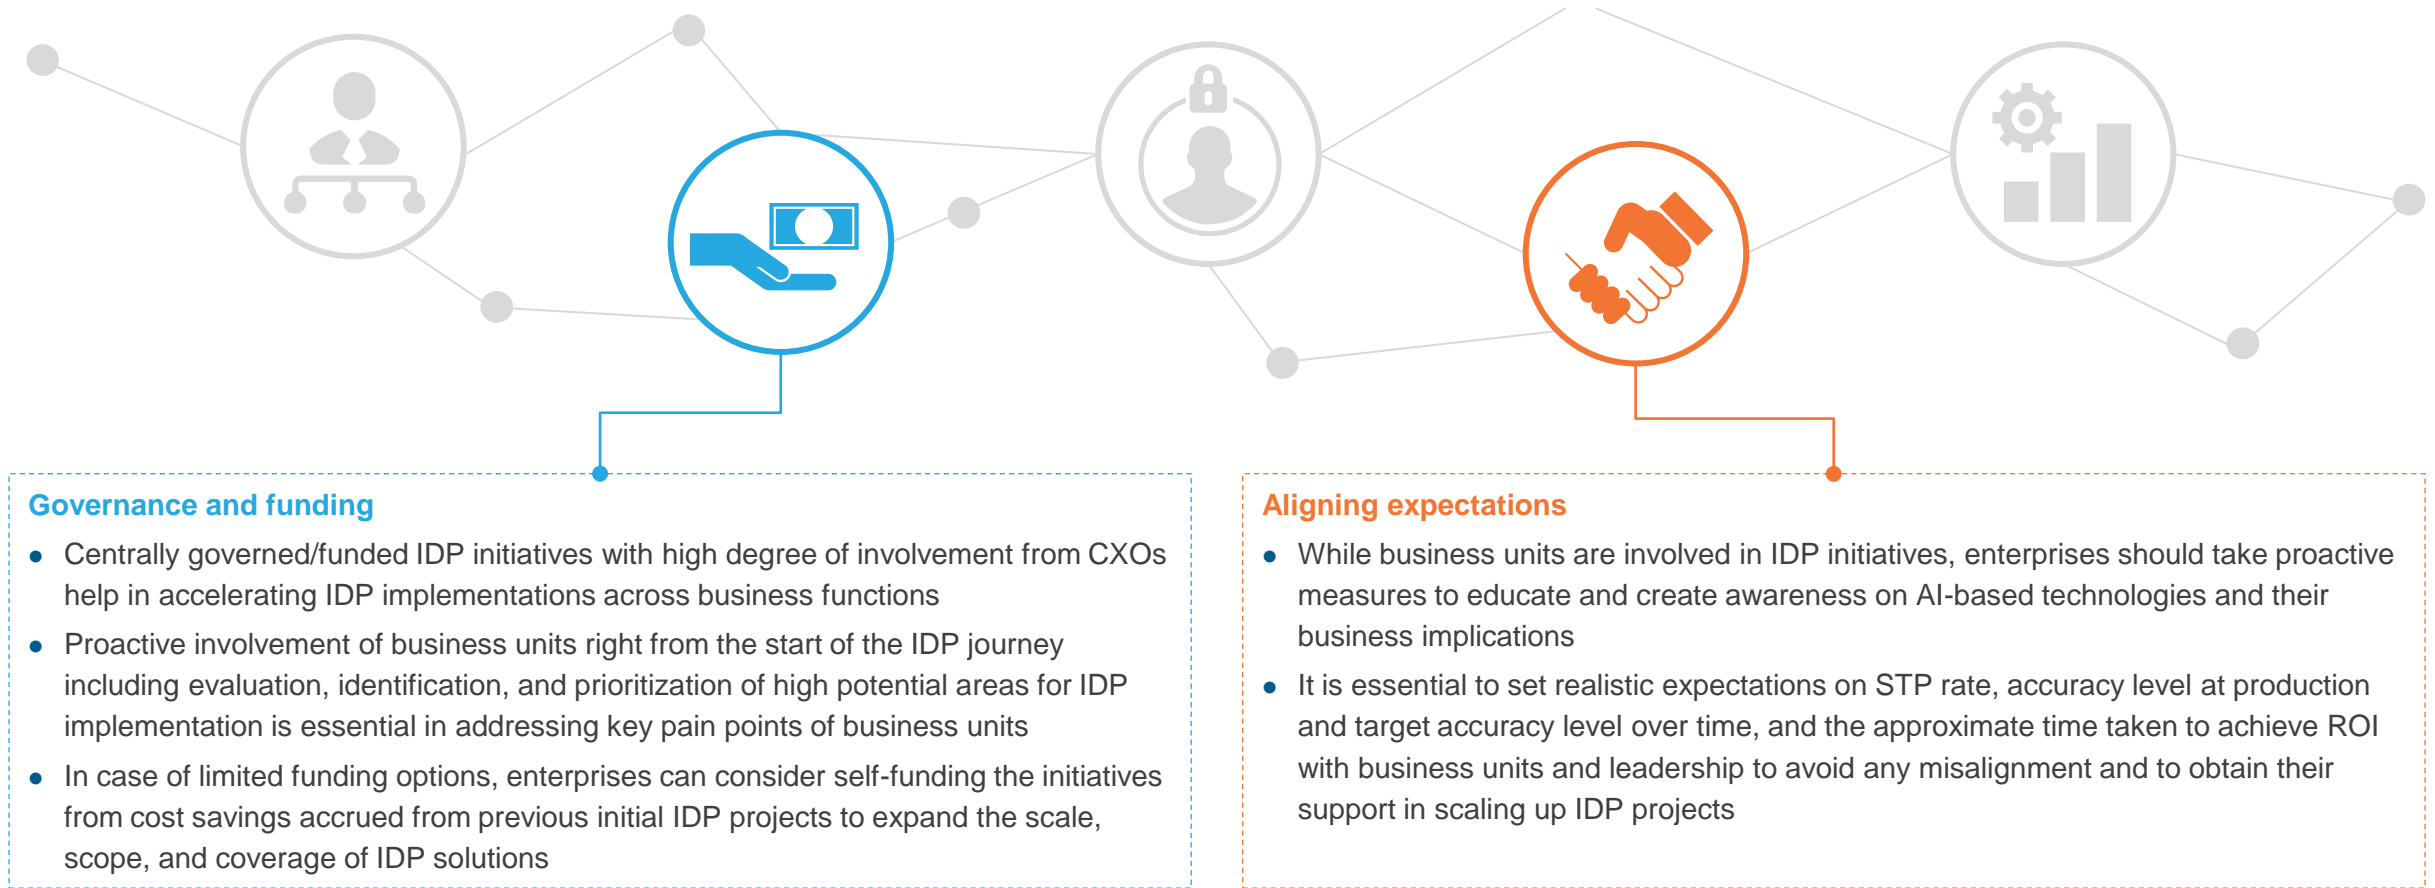 Governance and funding
● Centrally governed/funded IDP initiatives with high degree of involvement from CXOs
help in accelerating IDP implementations across business functions
● Proactive involvement of business units right from the start of the IDP journey
including evaluation, identification, and prioritization of high potential areas for IDP
implementation is essential in addressing key pain points of business units
● In case of limited funding options, enterprises can consider self-funding the initiatives
from cost savings accrued from previous initial IDP projects to expand the scale,
scope, and coverage of IDP solutions
Aligning expectations
● While business units are involved in IDP initiatives, enterprises should take proactive
measures to educate and create awareness on AI-based technologies and their
business implications
● It is essential to set realistic expectations on STP rate, accuracy level at production
and target accuracy level over time, and the approximate time taken to achieve ROI
with business units and leadership to avoid any misalignment and to obtain their
support in scaling up IDP projects